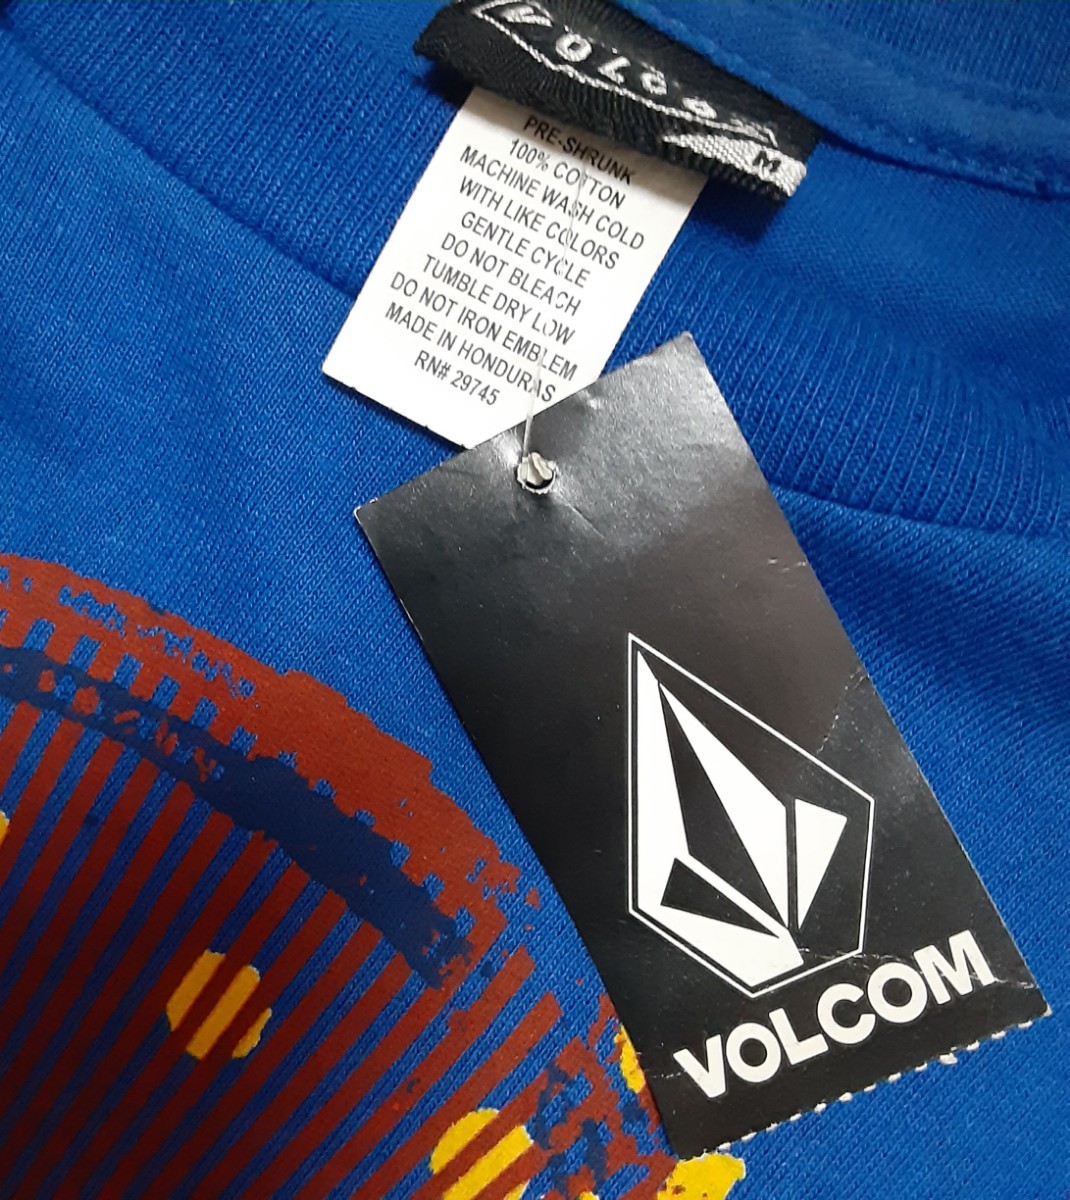 M
PRE-SHRUNK
100% COTTON
MACHINE WASH COLD
WITH LIKE COLORS
GENTLE CYCLE
DO NOT BLEACH
TUMBLE DRY LOW
DO NOT IRON EMBLEM
MADE IN HONDURAS
RN# 29745
VOLCOM